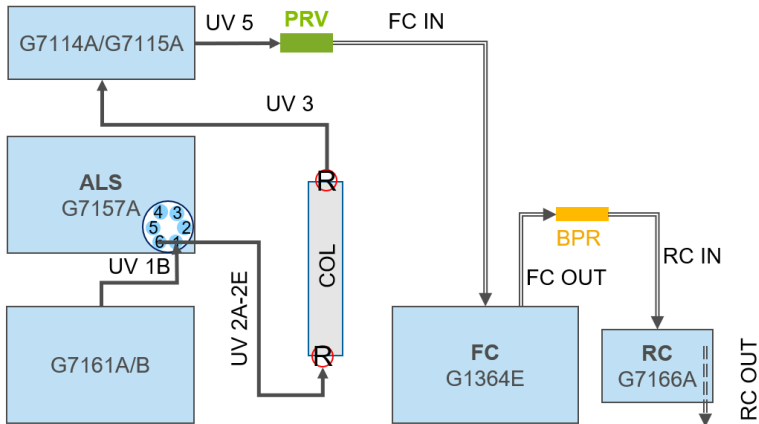 UV 5
PRV
FC IN
G7114A/G7115A
UV 3
ALS
G7157A
4
3
5
2
6
1
R
COL
R
UV 1B
UV 2A-2E
G7161A/B
BPR
FC OUT
RC IN
FC
G1364E
RC
G7166A
RC OUT